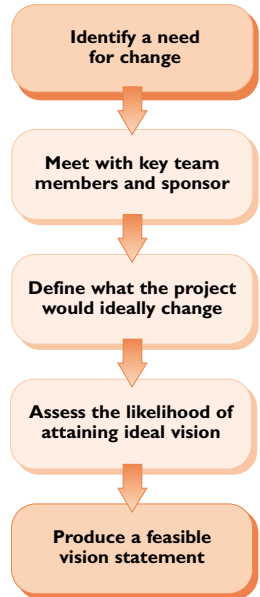 Identify a need
for change
Meet with key team
members and sponsor
Define what the project
would ideally change
Assess the likelihood of
attaining ideal vision
Produce a feasible
vision statement